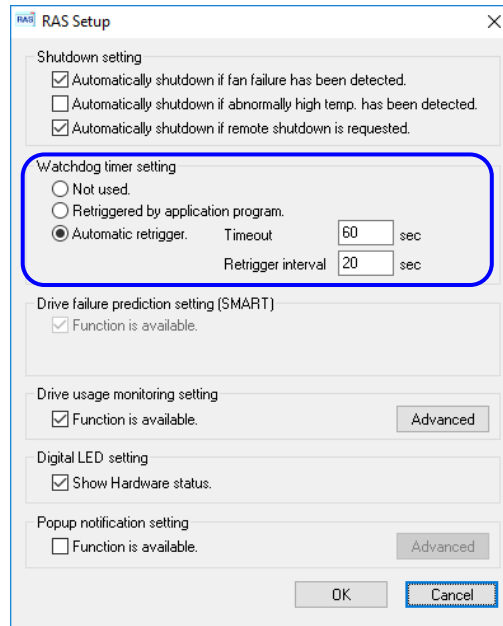 RAS RAS Setup
Shutdown setting
Automatically shutdown if fan failure has been detected.
Automatically shutdown if abnormally high temp. has been detected.
Automatically shutdown if remote shutdown is requested.
Watchdog timer setting
Not used.
Retriggered by application program.
Automatic retrigger. Timeout 60 sec
Retrigger interval 20 sec
Drive failure prediction setting (SMART)
Function is available.
Drive usage monitoring setting
Function is available. Advanced
Digital LED setting
Show Hardware status.
Popup notification setting
Function is available. Advanced
OK Cancel